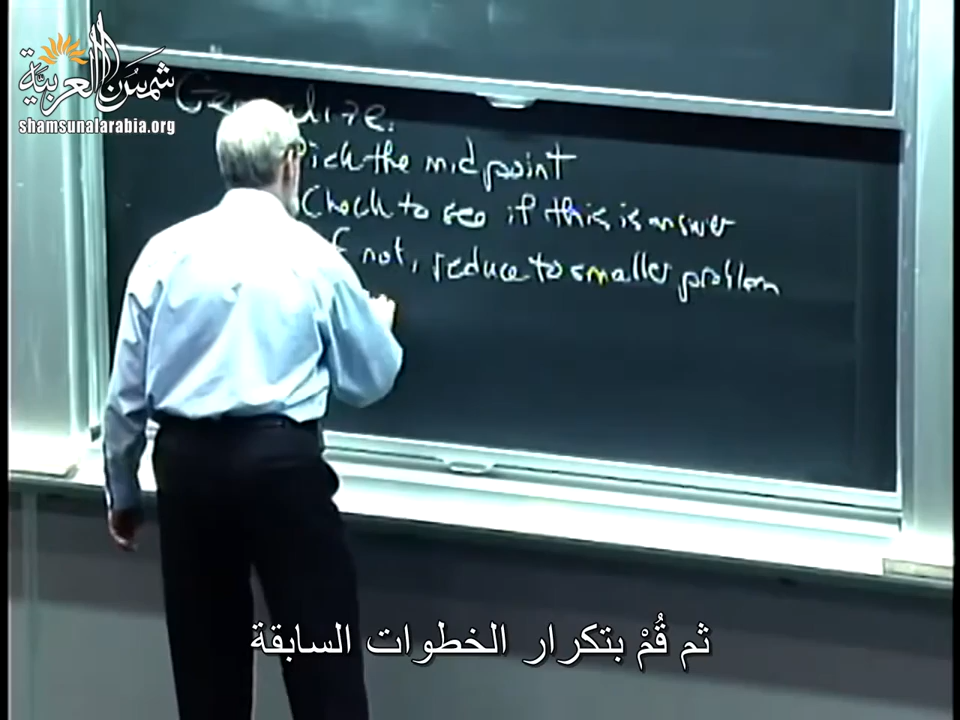 شمس العربية
shamsunalarabia.org
Generalize:
Pick the midpoint
Check to see if this is answer
If not, reduce to smaller problem
ثم قُمْ بتكرار الخطوات السابقة